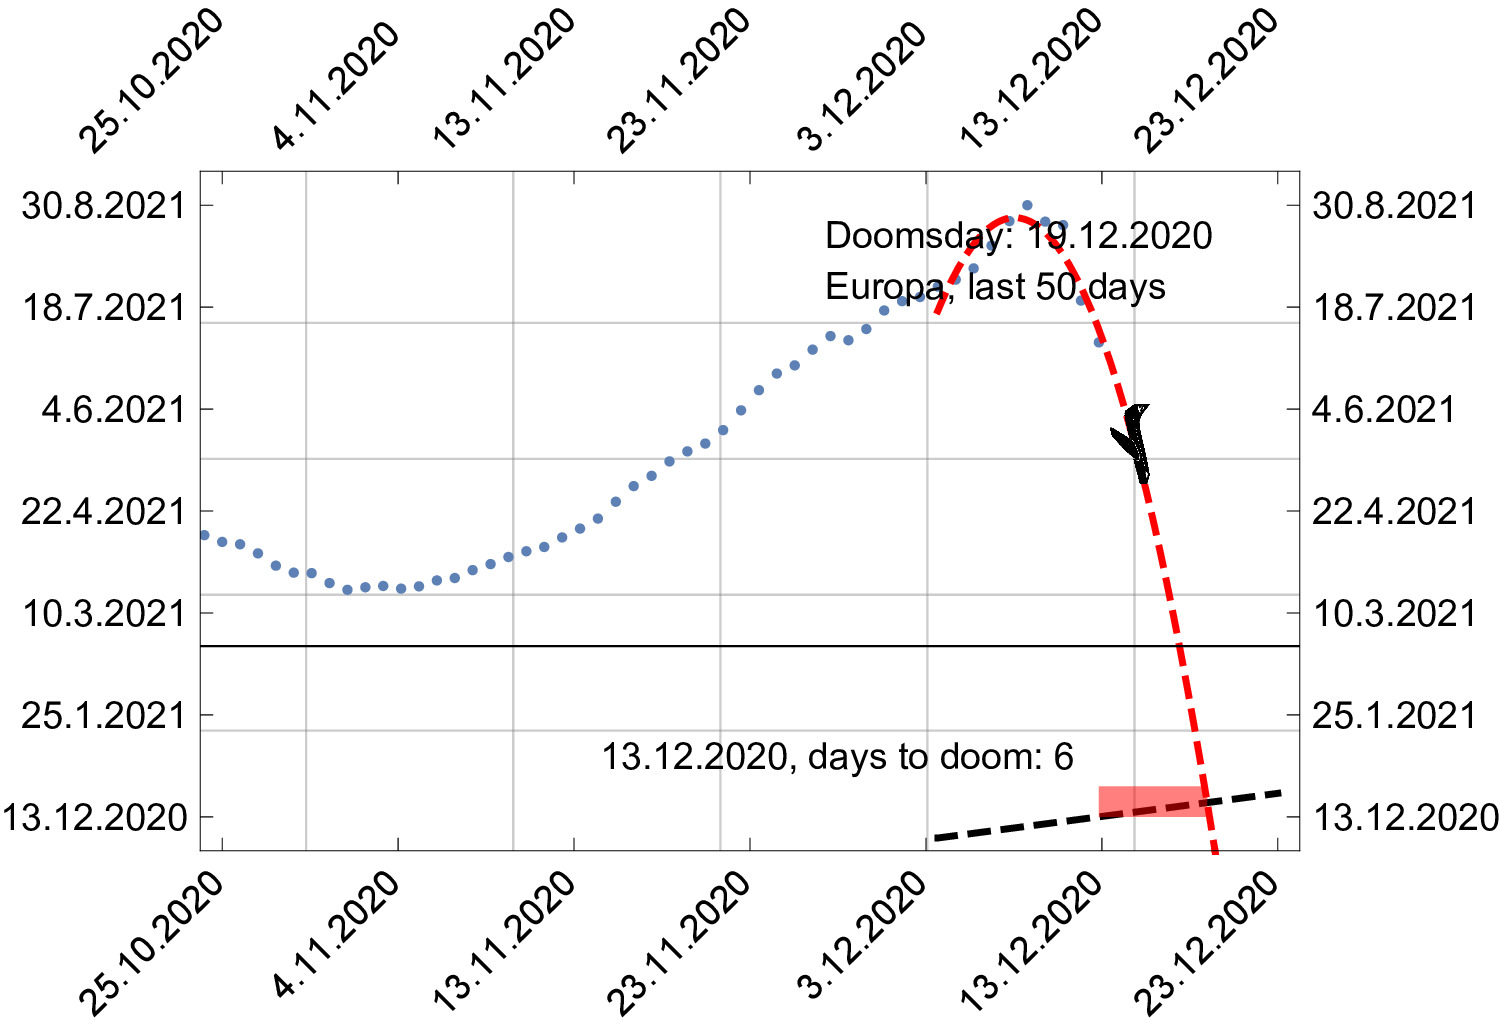 25.10.2020 4.11.2020 13.11.2020 23.11.2020 3.12.2020 13.12.2020 23.12.2020
30.8.2021 30.8.2021
Doomsday: 19.12.2020
Europa, last 50 days
18.7.2021 18.7.2021
4.6.2021 4.6.2021
22.4.2021 22.4.2021
10.3.2021 10.3.2021
25.1.2021 25.1.2021
13.12.2020, days to doom: 6
13.12.2020 13.12.2020
25.10.2020 4.11.2020 13.11.2020 23.11.2020 3.12.2020 13.12.2020 23.12.2020